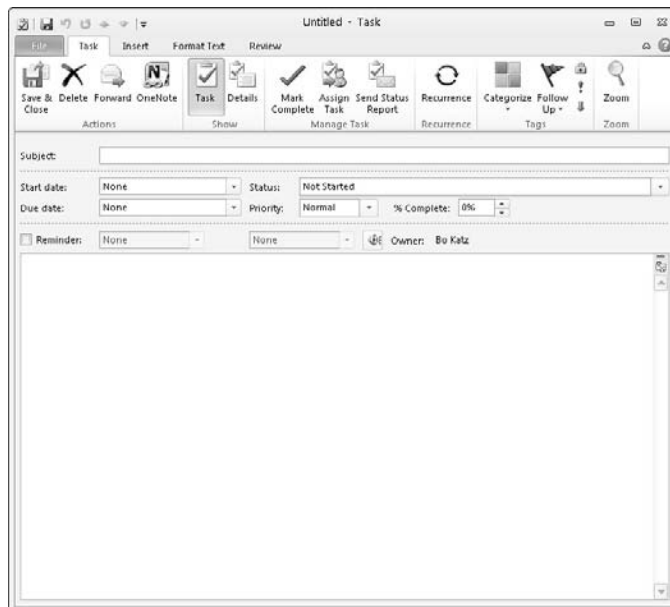 Untitled - Task
File Task Insert Format Text Review
Save & Close Delete Forward OneNote Task Details Mark Complete Assign Task Send Status Report Recurrence Categorize Follow Up Zoom
Actions Show Manage Task Recurrence Tags Zoom
Subject:
Start date: None Status: Not Started
Due date: None Priority: Normal % Complete: 0%
Reminder: None None Owner: Bo Katz